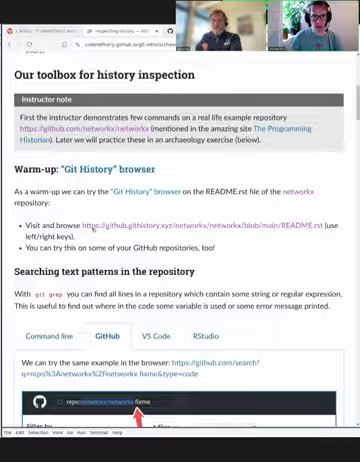 Inspecting history —
coderefinery.github.io/git-intro/archaeology
Our toolbox for history inspection
Instructor note
First the instructor demonstrates few commands on a real life example repository
https://github.com/networkx/networkx (mentioned in the amazing site The Programming
Historian). Later we will practice these in an archaeology exercise (below).
Warm-up: "Git History" browser
As a warm-up we can try the "Git History" browser on the README.rst file of the networkx
repository:
• Visit and browse https://github.githistory.xyz/networkx/networkx/blob/main/README.rst (use
left/right keys).
• You can try this on some of your GitHub repositories, too!
Searching text patterns in the repository
With git grep you can find all lines in a repository which contain some string or regular expression.
This is useful to find out where in the code some variable is used or some error message printed.
Command line GitHub VS Code RStudio
We can try the same example in the browser: https://github.com/search?
q=repo%3Anetworkx%2Fnetworkx fixme&type=code
repo:networkx/networkx fixme
File Edit Screen View Go Run Terminal Help